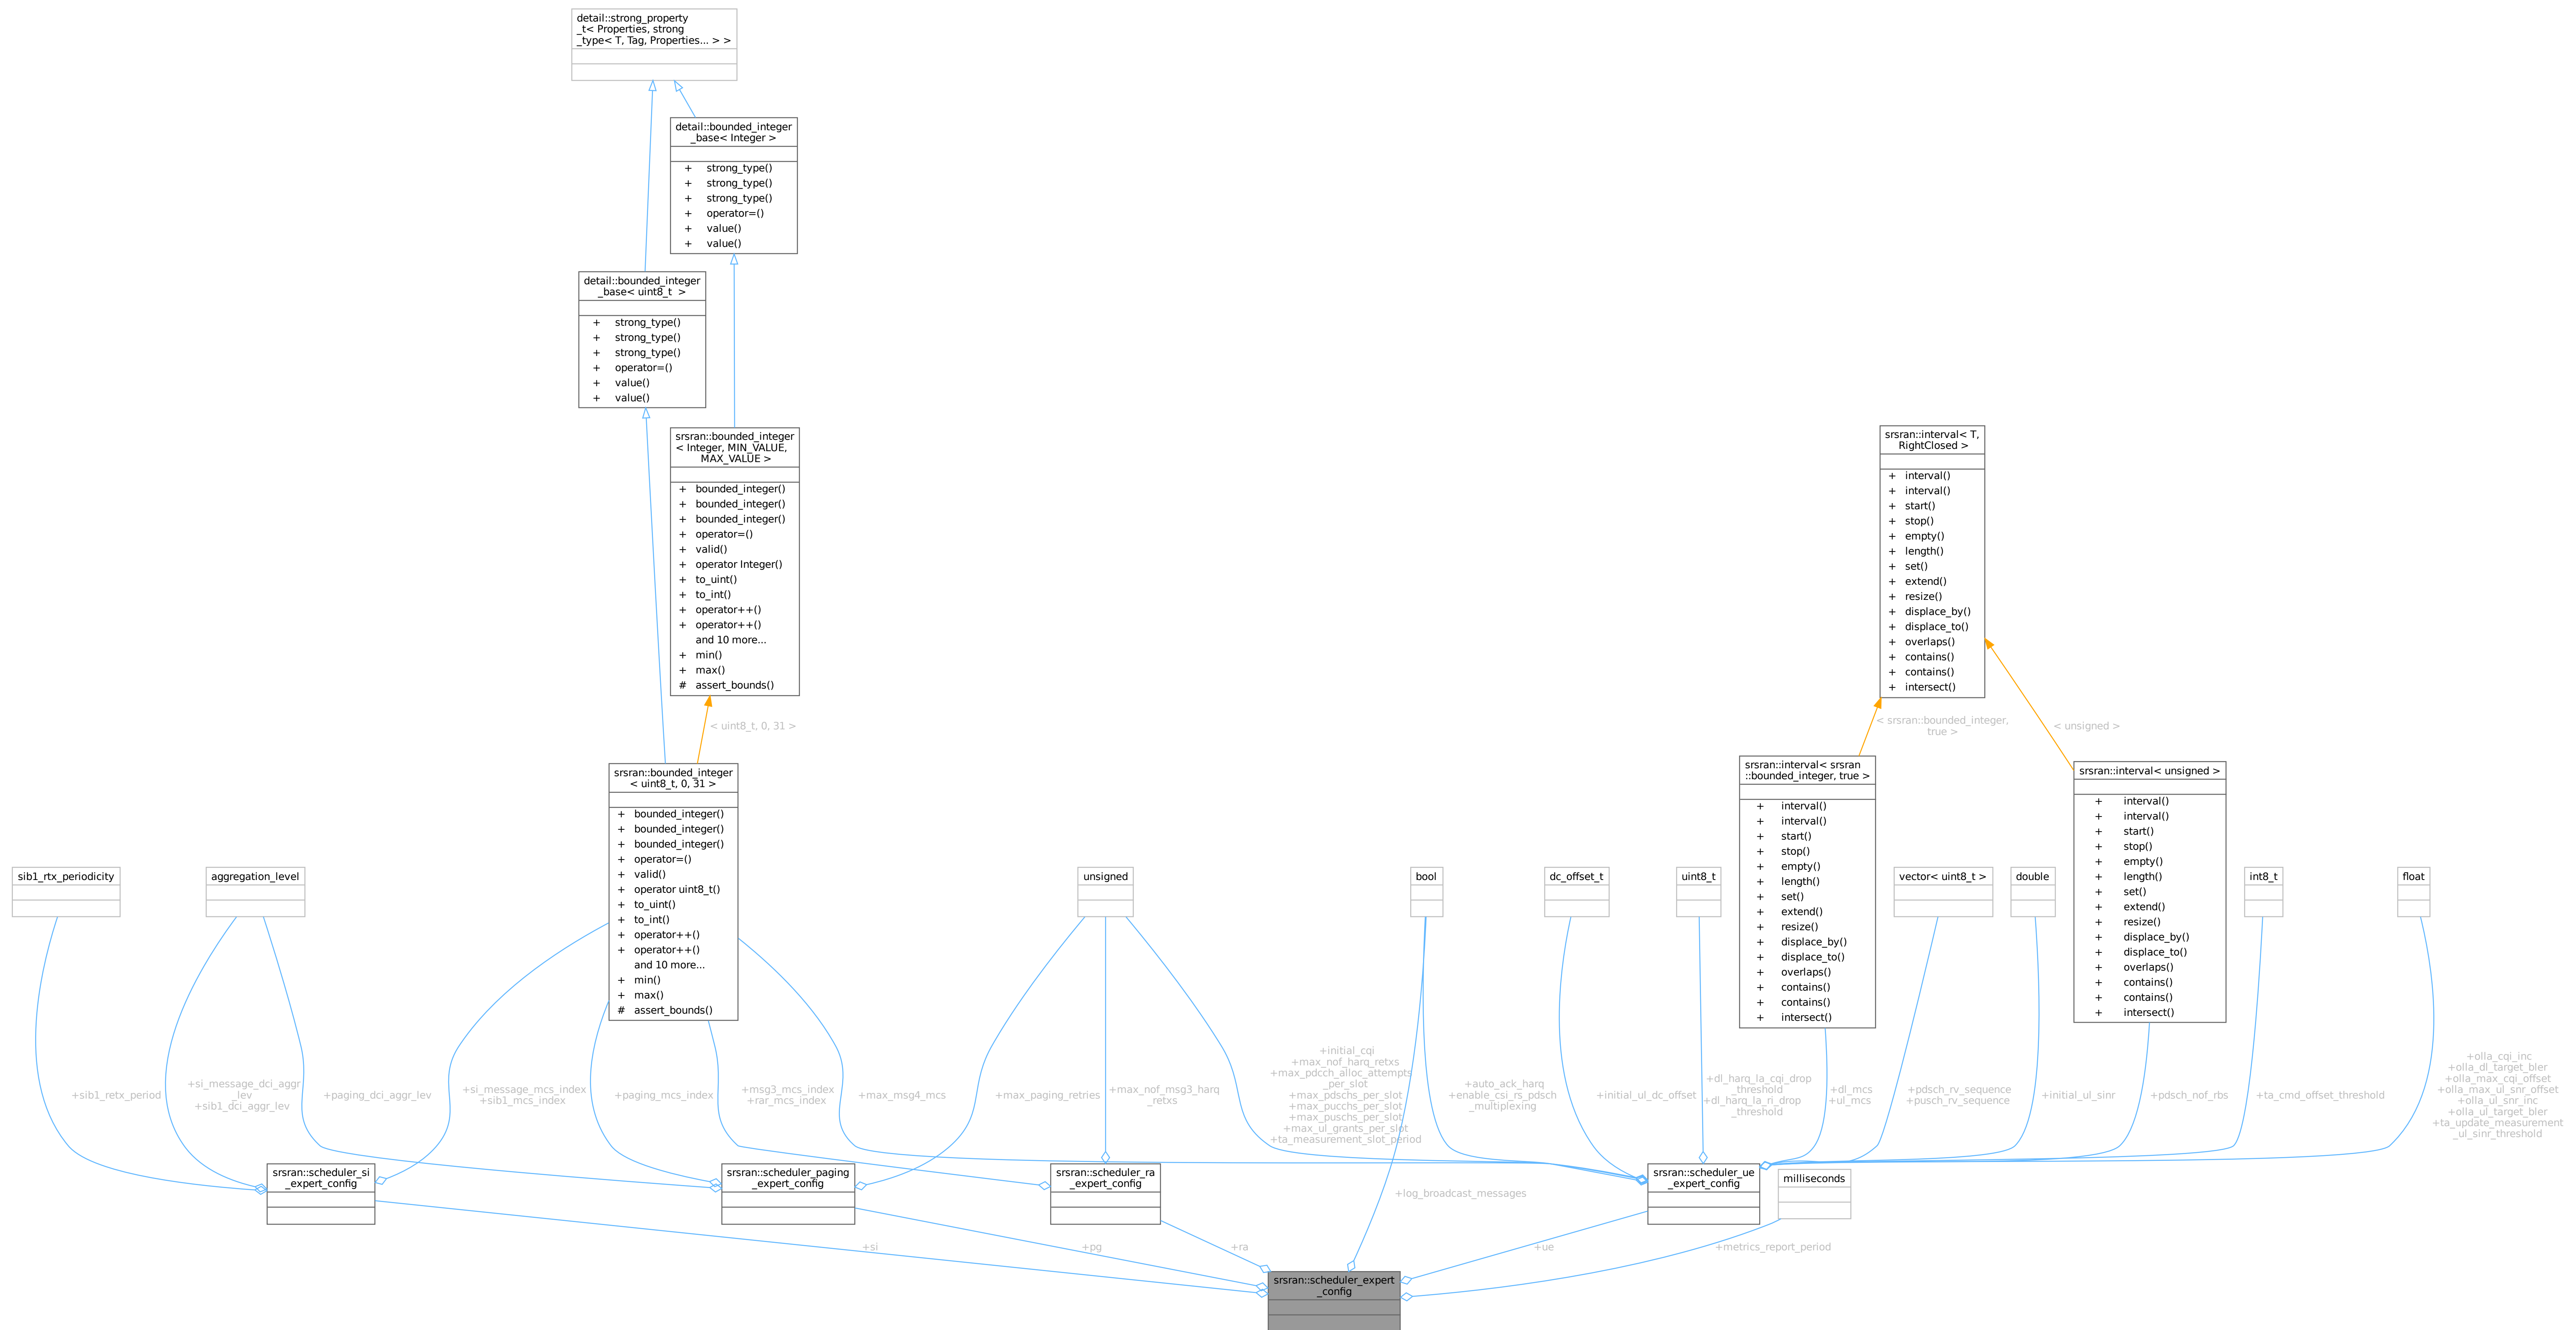 detail::strong_property
_t< Properties, strong
_type< T, Tag, Properties... > >
detail::bounded_integer
_base< Integer >
+ strong_type()
+ strong_type()
+ strong_type()
+ operator=()
+ value()
+ value()
detail::bounded_integer
_base< uint8_t >
+ strong_type()
+ strong_type()
+ strong_type()
+ operator=()
+ value()
+ value()
srsran::bounded_integer
< Integer, MIN_VALUE,
MAX_VALUE >
+ bounded_integer()
+ bounded_integer()
+ bounded_integer()
+ operator=()
+ valid()
+ operator Integer()
+ to_uint()
+ to_int()
+ operator++()
+ operator++()
and 10 more...
+ min()
+ max()
# assert_bounds()
srsran::interval< T,
RightClosed >
+ interval()
+ interval()
+ start()
+ stop()
+ empty()
+ length()
+ set()
+ extend()
+ resize()
+ displace_by()
+ displace_to()
+ overlaps()
+ contains()
+ contains()
+ intersect()
< uint8_t, 0, 31 >
< srsran::bounded_integer,
true >
< unsigned >
srsran::bounded_integer
< uint8_t, 0, 31 >
+ bounded_integer()
+ bounded_integer()
+ bounded_integer()
+ operator=()
+ valid()
+ operator uint8_t()
+ to_uint()
+ to_int()
+ operator++()
+ operator++()
and 10 more...
+ min()
+ max()
# assert_bounds()
srsran::interval< srsran
::bounded_integer, true >
+ interval()
+ interval()
+ start()
+ stop()
+ empty()
+ length()
+ set()
+ extend()
+ resize()
+ displace_by()
+ displace_to()
+ overlaps()
+ contains()
+ contains()
+ intersect()
srsran::interval< unsigned >
+ interval()
+ interval()
+ start()
+ stop()
+ empty()
+ length()
+ set()
+ extend()
+ resize()
+ displace_by()
+ displace_to()
+ overlaps()
+ contains()
+ contains()
+ intersect()
sib1_rtx_periodicity
aggregation_level
unsigned
bool
dc_offset_t
uint8_t
vector< uint8_t >
double
int8_t
float
+sib1_retx_period
+si_message_dci_aggr
_lev
+sib1_dci_aggr_lev
+paging_dci_aggr_lev
+si_message_mcs_index
+sib1_mcs_index
+paging_mcs_index
+msg3_mcs_index
+rar_mcs_index
+max_msg4_mcs
+max_paging_retries
+max_nof_msg3_harq
_retxs
+initial_cqi
+max_nof_harq_retxs
+max_pdcch_alloc_attempts
_per_slot
+max_pdschs_per_slot
+max_pucchs_per_slot
+max_puschs_per_slot
+max_ul_grants_per_slot
+ta_measurement_slot_period
+auto_ack_harq
+enable_csi_rs_pdsch
_multiplexing
+initial_ul_dc_offset
+dl_harq_la_cqi_drop
_threshold
+dl_harq_la_ri_drop
_threshold
+dl_mcs
+ul_mcs
+pdsch_rv_sequence
+pusch_rv_sequence
+initial_ul_sinr
+pdsch_nof_rbs
+ta_cmd_offset_threshold
+olla_cqi_inc
+olla_dl_target_bler
+olla_max_cqi_offset
+olla_max_ul_snr_offset
+olla_ul_snr_inc
+olla_ul_target_bler
+ta_update_measurement
_ul_sinr_threshold
srsran::scheduler_si
_expert_config
srsran::scheduler_paging
_expert_config
srsran::scheduler_ra
_expert_config
srsran::scheduler_ue
_expert_config
milliseconds
+log_broadcast_messages
+si
+pg
+ra
+ue
+metrics_report_period
srsran::scheduler_expert
_config